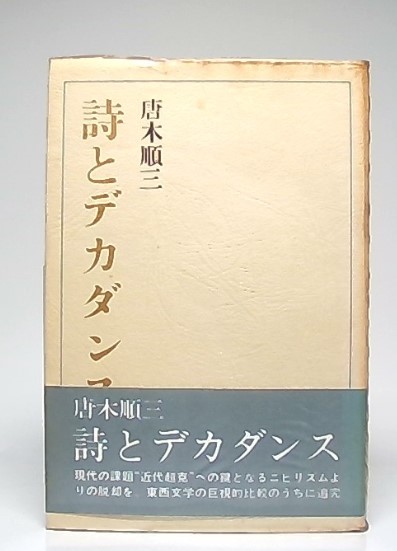 唐木順三
詩とデカダンス
唐木順三
詩とデカダンス
現代の課題“近代超克”への鍵となるニヒリズムよ
りの脱却を、東西文学の巨視的比較のうちに追究